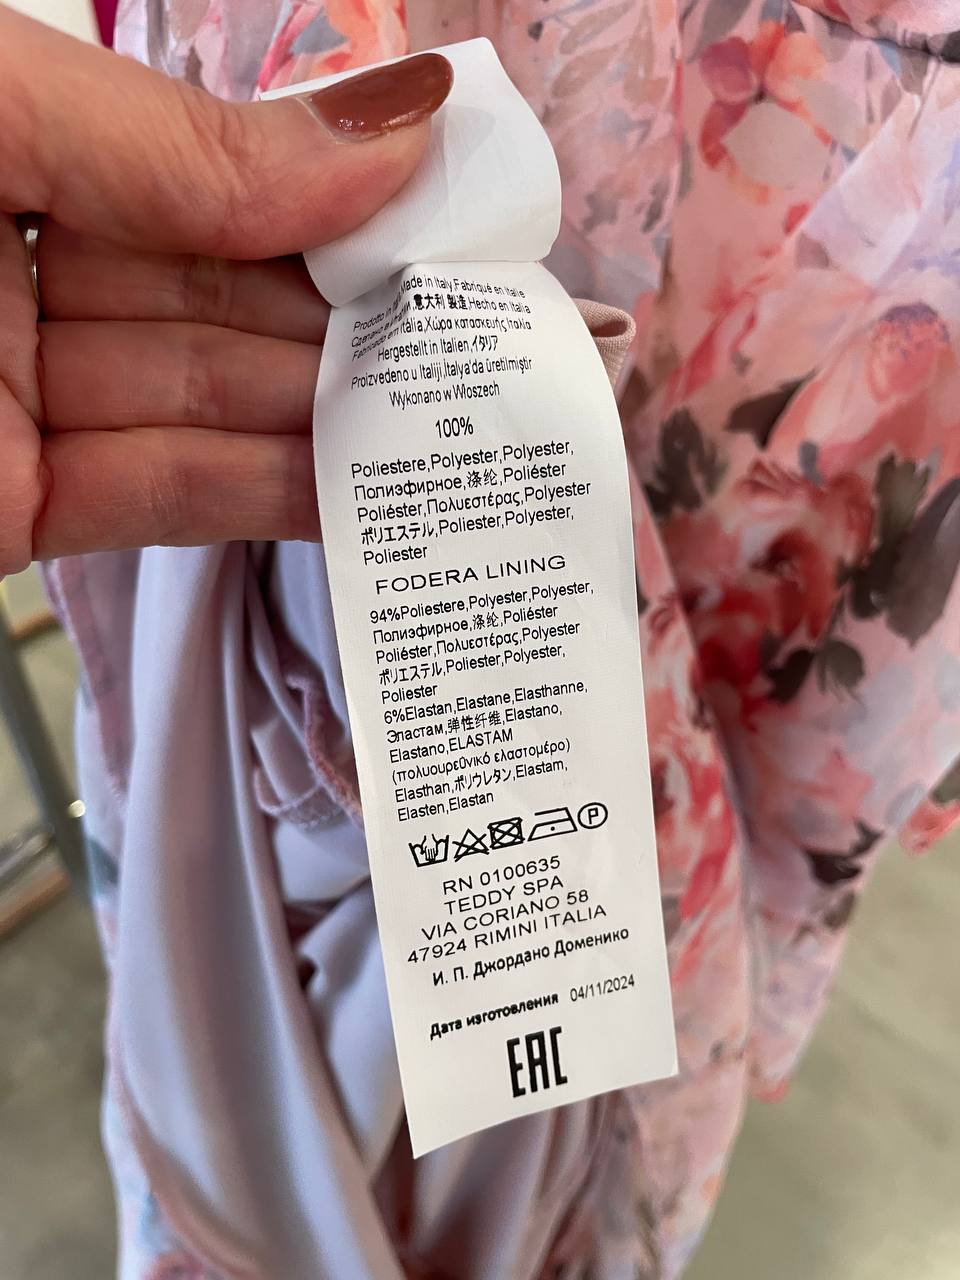 Prodotto in Italy,Made in Italy,Fabriqué en Italie
Сделано в Италии,意大利製造,Hecho en Italia
Fabricado em Itália,Χώρα κατασκευής Ιταλία
Hergestellt in Italien,イタリア
Proizvedeno u Italiji,İtalya'da üretilmiştir
Wykonano w Włoszech
100%
Poliestere,Polyester,Polyester,
Полиэфирное,涤纶,Poliéster
Poliéster,Πολυεστέρας,Polyester
ポリエステル,Poliester,Polyester,
Poliester
FODERA LINING
94%Poliestere,Polyester,Polyester,
Полиэфирное,涤纶,Poliéster
Poliéster,Πολυεστέρας,Polyester
ポリエステル,Poliester,Polyester,
Poliester
6%Elastan,Elastane,Elasthanne,
Эластам,弹性纤维,Elastano,
Elastano,ELASTAM
(πολυουρεθυνικό ελαστομερο)
Elasthan,ポリウレタン,Elastam,
Elasten,Elastan
P
RN 0100635
TEDDY SPA
VIA CORIANO 58
47924 RIMINI ITALIA
И. П. Джордано Доменико
Дата изготовления 04/11/2024
EAC